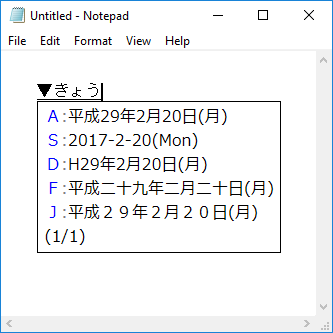 Untitled - Notepad
File Edit Format View Help
▼きょう
A:平成29年2月20日(月)
S:2017-2-20(Mon)
D:H29年2月20日(月)
F:平成二十九年二月二十日(月)
J:平成２９年２月２０日(月)
(1/1)